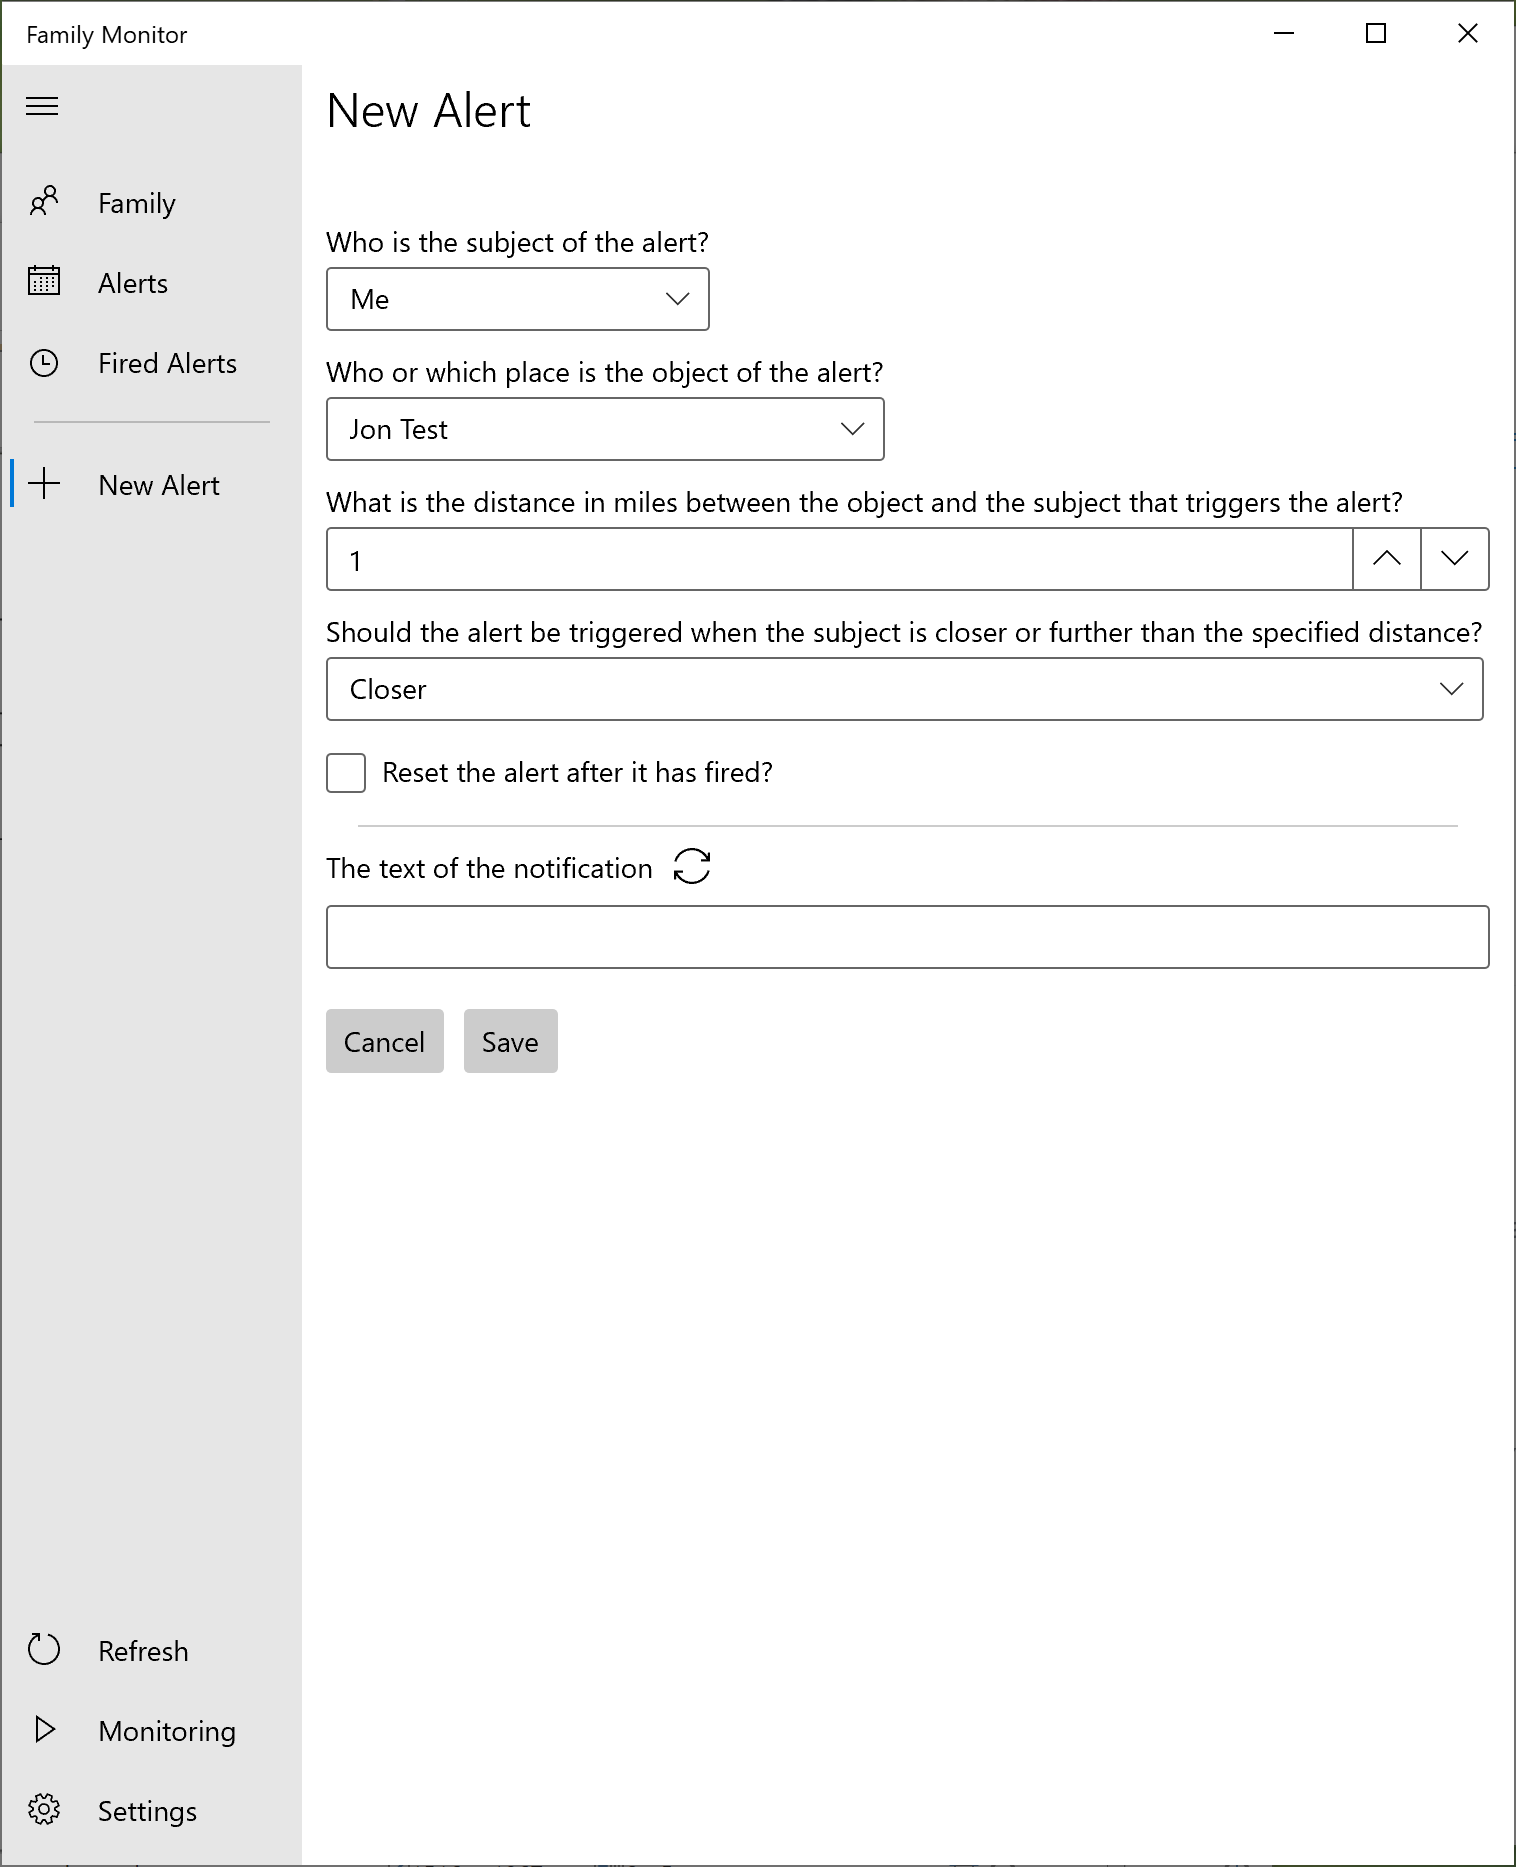 Family Monitor
New Alert
Family
Alerts
Fired Alerts
New Alert
Refresh
Monitoring
Settings
Who is the subject of the alert?
Me
Who or which place is the object of the alert?
Jon Test
What is the distance in miles between the object and the subject that triggers the alert?
1
Should the alert be triggered when the subject is closer or further than the specified distance?
Closer
Reset the alert after it has fired?
The text of the notification
Cancel Save